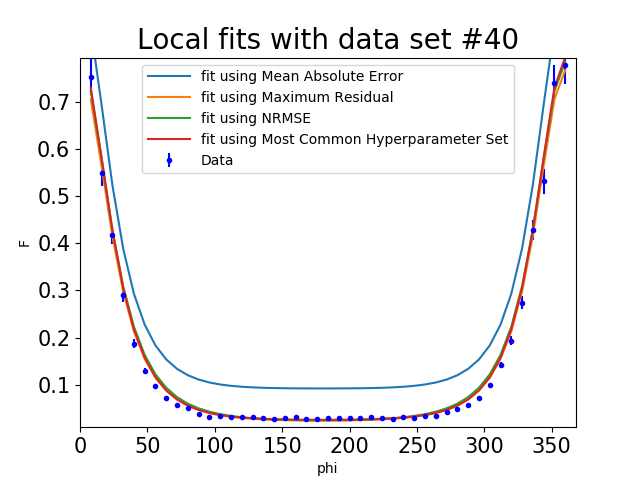 Local fits with data set #40
fit using Mean Absolute Error
fit using Maximum Residual
fit using NRMSE
fit using Most Common Hyperparameter Set
Data
0.7
0.6
0.5
0.4
0.3
0.2
0.1
F
0 50 100 150 200 250 300 350
phi